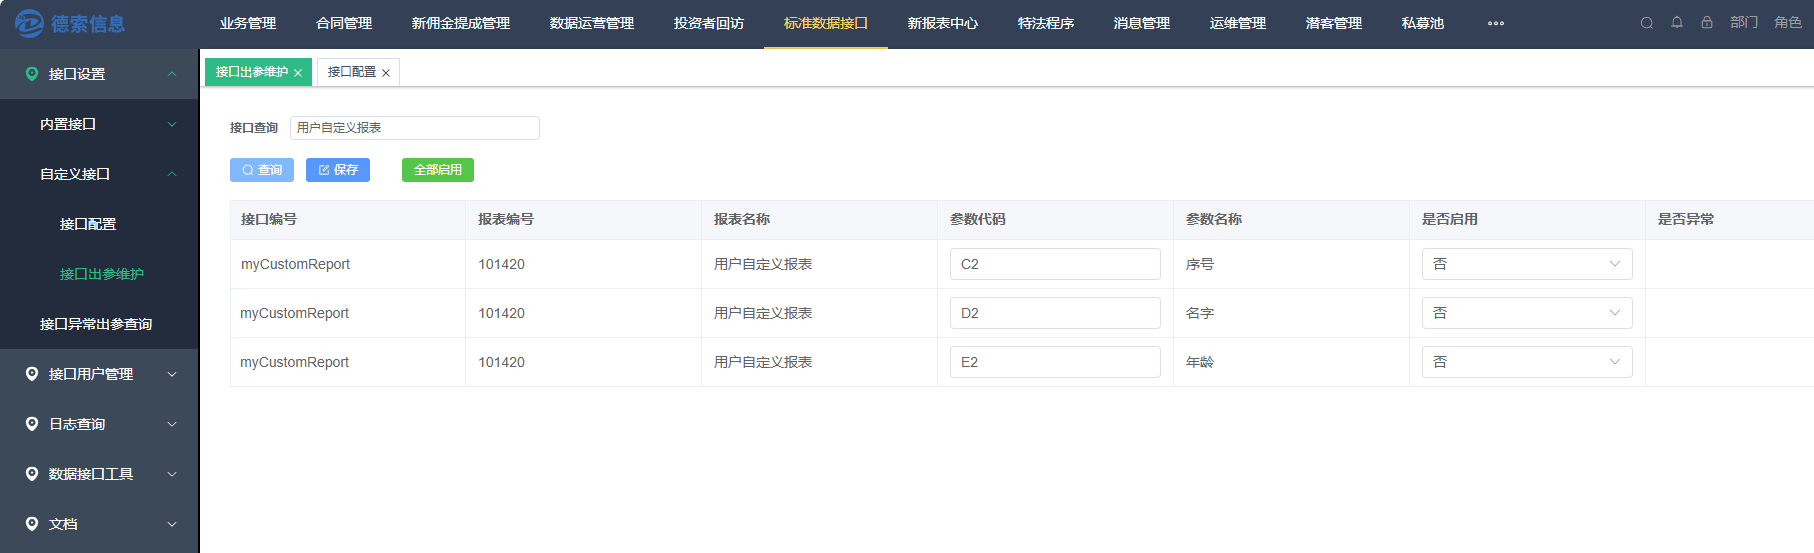 德索信息 业务管理 合同管理 新佣金提成管理 数据运营管理 投资者回访 标准数据接口 新报表中心 特法程序 消息管理 运维管理 潜客管理 私募池 部门 角色
接口设置
内置接口
自定义接口
接口配置
接口出参维护
接口异常出参查询
接口用户管理
日志查询
数据接口工具
文档
接口出参维护 接口配置
接口查询 用户自定义报表
查询 保存 全部启用
接口编号 报表编号 报表名称 参数代码 参数名称 是否启用 是否异常
myCustomReport 101420 用户自定义报表 C2 序号 否
myCustomReport 101420 用户自定义报表 D2 名字 否
myCustomReport 101420 用户自定义报表 E2 年龄 否